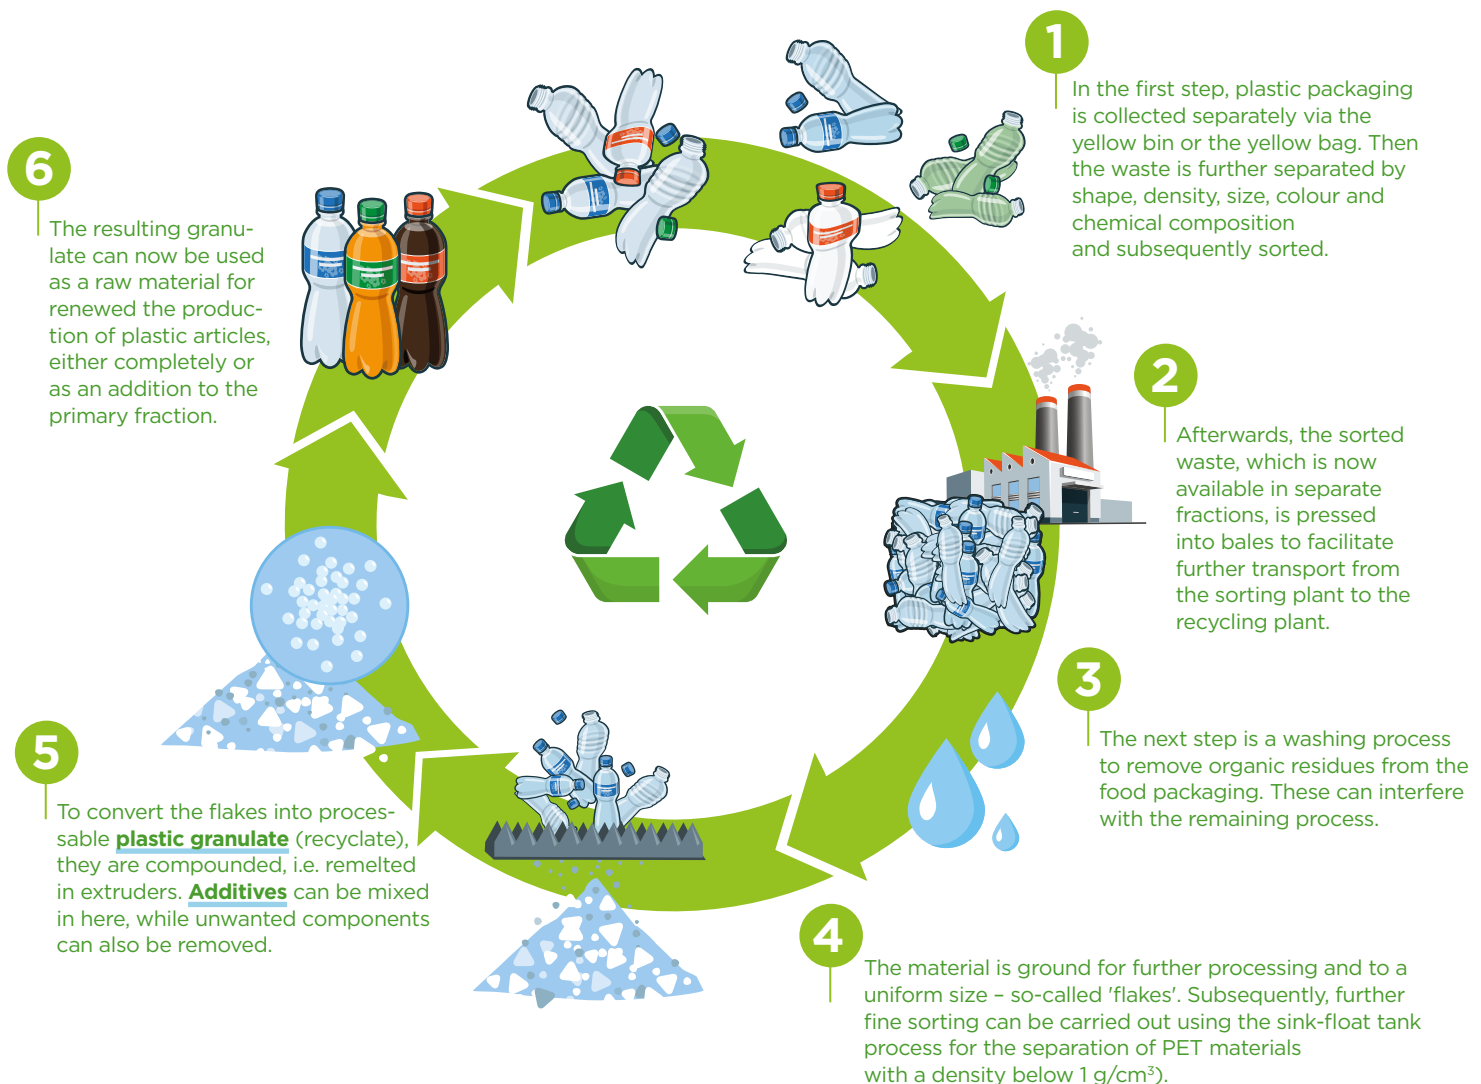 1
In the first step, plastic packaging
is collected separately via the
yellow bin or the yellow bag. Then
the waste is further separated by
shape, density, size, colour and
chemical composition
and subsequently sorted.
2
Afterwards, the sorted
waste, which is now
available in separate
fractions, is pressed
into bales to facilitate
further transport from
the sorting plant to the
recycling plant.
3
The next step is a washing process
to remove organic residues from the
food packaging. These can interfere
with the remaining process.
4
The material is ground for further processing and to a
uniform size – so-called 'flakes'. Subsequently, further
fine sorting can be carried out using the sink-float tank
process for the separation of PET materials
with a density below 1 g/cm³).
5
To convert the flakes into proces-
sable plastic granulate (recyclate),
they are compounded, i.e. remelted
in extruders. Additives can be mixed
in here, while unwanted components
can also be removed.
6
The resulting granu-
late can now be used
as a raw material for
renewed the produc-
tion of plastic articles,
either completely or
as an addition to the
primary fraction.